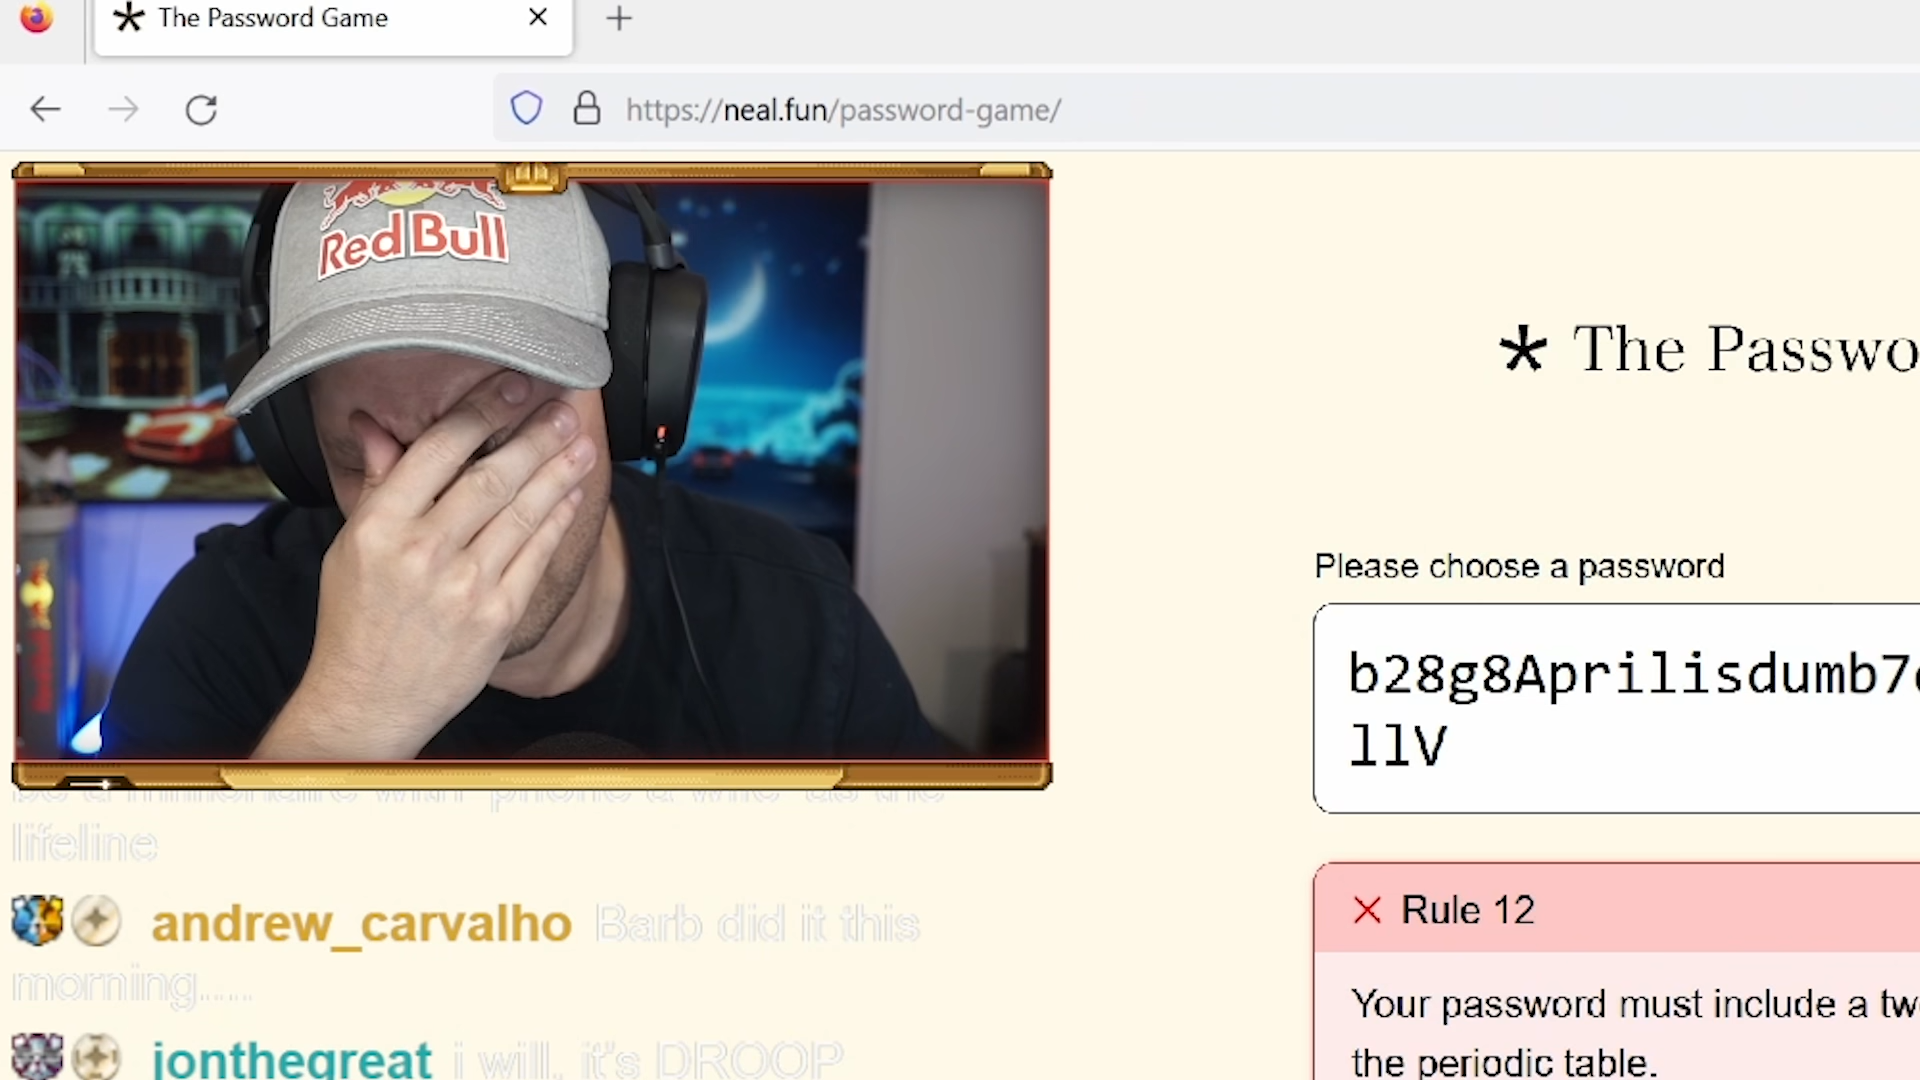 The Password Game
https://neal.fun/password-game/
Red Bull
* The Passwo
Please choose a password
b28g8Aprilisdumb7
llV
lifeline
andrew_carvalho Barb did it this
morning.....
jonthegreat i will, it's DROOP
Rule 12
Your password must include a tw
the periodic table.